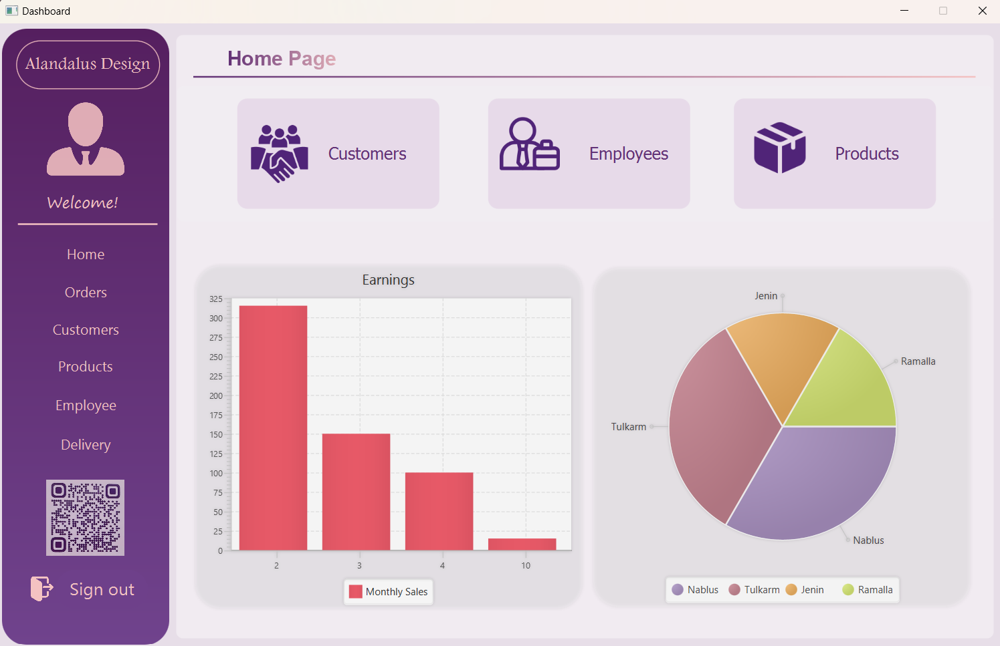 Dashboard
Alandalus Design
Welcome!
Home
Orders
Customers
Products
Employee
Delivery
Sign out
Home Page
Customers
Employees
Products
Earnings
325
300
275
250
225
200
175
150
125
100
75
50
25
0
2 3 4 10
Monthly Sales
Jenin
Ramalla
Tulkarm
Nablus
Nablus Tulkarm Jenin Ramalla